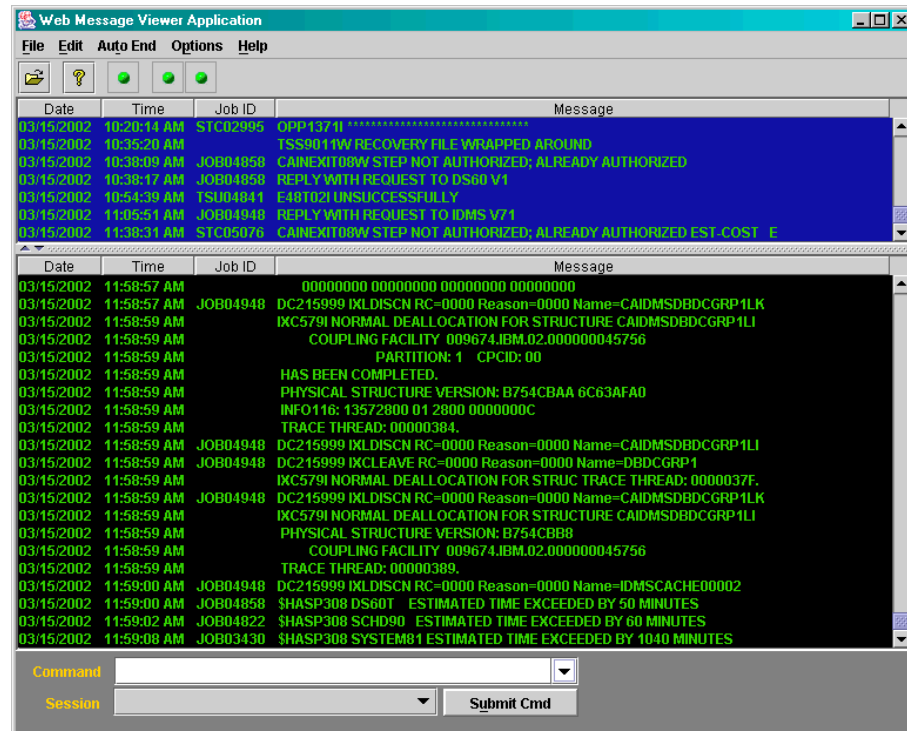 Web Message Viewer Application
File Edit Auto End Options Help
Date Time Job ID Message
03/15/2002 10:20:14 AM STC02995 OPP1371I *******************************
03/15/2002 10:35:20 AM TSS9011W RECOVERY FILE WRAPPED AROUND
03/15/2002 10:38:09 AM JOB04858 CAINEXIT08W STEP NOT AUTHORIZED; ALREADY AUTHORIZED
03/15/2002 10:38:17 AM JOB04858 REPLY WITH REQUEST TO DS60 V1
03/15/2002 10:54:39 AM TSU04841 E48T02I UNSUCCESSFULLY
03/15/2002 11:05:51 AM JOB04948 REPLY WITH REQUEST TO IDMS V71
03/15/2002 11:38:31 AM STC05076 CAINEXIT08W STEP NOT AUTHORIZED; ALREADY AUTHORIZED EST-COST E
Date Time Job ID Message
03/15/2002 11:58:57 AM 00000000 00000000 00000000 00000000
03/15/2002 11:58:57 AM JOB04948 DC215999 IXLDISCN RC=0000 Reason=0000 Name=CAIDMSDBDCGRP1LK
03/15/2002 11:58:59 AM IXC579I NORMAL DEALLOCATION FOR STRUCTURE CAIDMSDBDCGRP1LI
03/15/2002 11:58:59 AM COUPLING FACILITY 009674.IBM.02.000000045756
03/15/2002 11:58:59 AM PARTITION: 1 CPCID: 00
03/15/2002 11:58:59 AM HAS BEEN COMPLETED.
03/15/2002 11:58:59 AM PHYSICAL STRUCTURE VERSION: B754CBAA 6C63AFA0
03/15/2002 11:58:59 AM INFO116: 13572800 01 2800 0000000C
03/15/2002 11:58:59 AM TRACE THREAD: 00000384.
03/15/2002 11:58:59 AM JOB04948 DC215999 IXLDISCN RC=0000 Reason=0000 Name=CAIDMSDBDCGRP1LI
03/15/2002 11:58:59 AM JOB04948 DC215999 IXCLEAVE RC=0000 Reason=0000 Name=DBDCGRP1
03/15/2002 11:58:59 AM IXC579I NORMAL DEALLOCATION FOR STRUC TRACE THREAD: 0000037F.
03/15/2002 11:58:59 AM JOB04948 DC215999 IXLDISCN RC=0000 Reason=0000 Name=CAIDMSDBDCGRP1LK
03/15/2002 11:58:59 AM IXC579I NORMAL DEALLOCATION FOR STRUCTURE CAIDMSDBDCGRP1LI
03/15/2002 11:58:59 AM PHYSICAL STRUCTURE VERSION: B754CBB8
03/15/2002 11:58:59 AM COUPLING FACILITY 009674.IBM.02.000000045756
03/15/2002 11:58:59 AM TRACE THREAD: 00000389.
03/15/2002 11:59:00 AM JOB04948 DC215999 IXLDISCN RC=0000 Reason=0000 Name=IDMSCACHE00002
03/15/2002 11:59:00 AM JOB04858 $HASP308 DS60T ESTIMATED TIME EXCEEDED BY 50 MINUTES
03/15/2002 11:59:02 AM JOB04822 $HASP308 SCHD90 ESTIMATED TIME EXCEEDED BY 60 MINUTES
03/15/2002 11:59:08 AM JOB03430 $HASP308 SYSTEM81 ESTIMATED TIME EXCEEDED BY 1040 MINUTES
Command
Session Submit Cmd